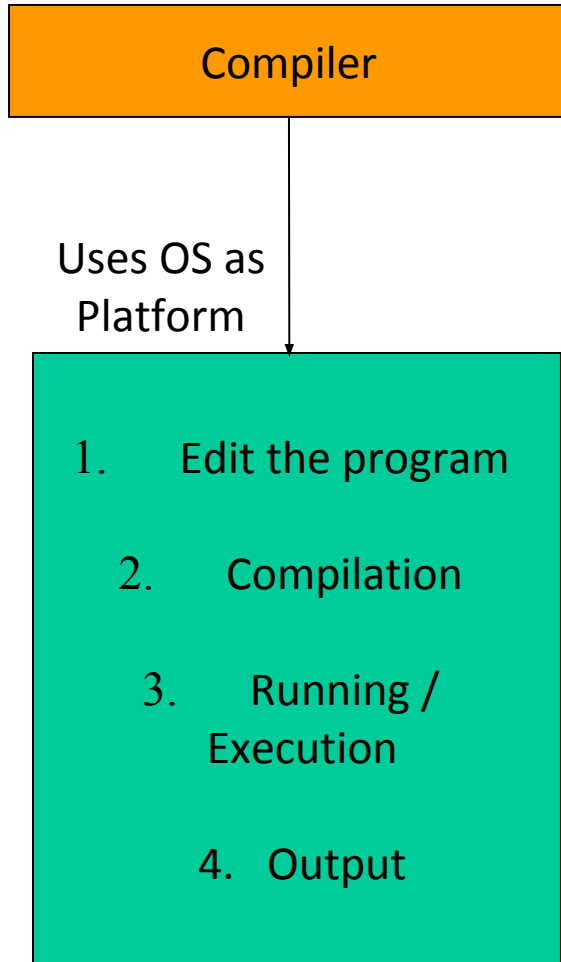 Compiler
Uses OS as
Platform
1. Edit the program
2. Compilation
3. Running /
Execution
4. Output